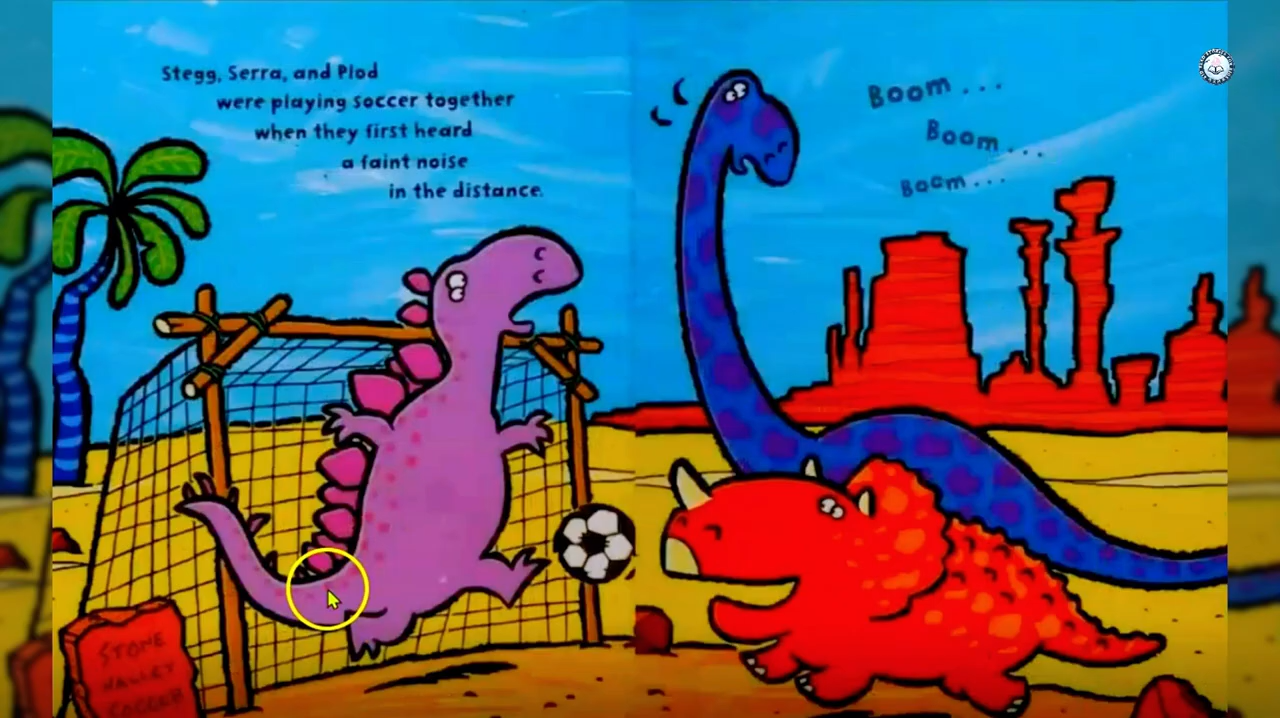 Stegg, Serra, and Plod
were playing soccer together
when they first heard
a faint noise
in the distance.
Boom...
Boom...
Boom...
STONE
VALLEY
SOCCER